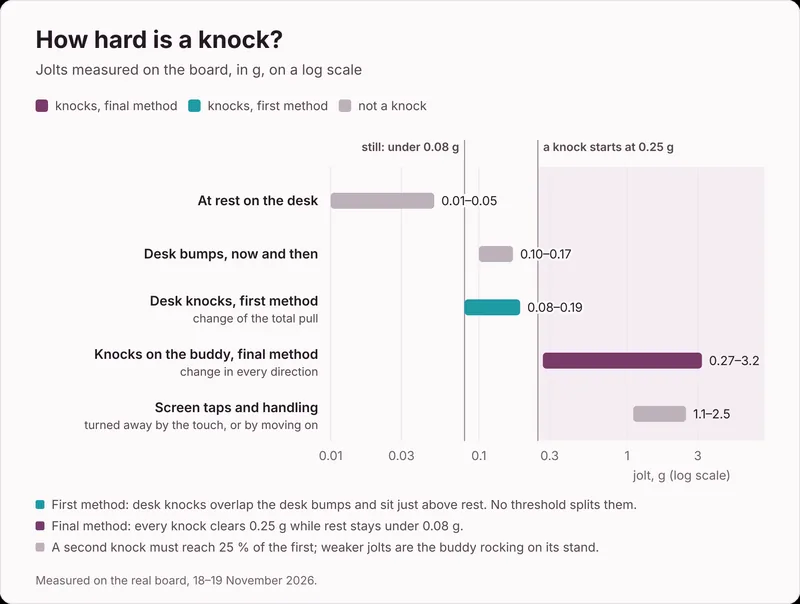 How hard is a knock?
Jolts measured on the board, in g, on a log scale
knocks, final method knocks, first method not a knock
still: under 0.08 g a knock starts at 0.25 g
At rest on the desk 0.01–0.05
Desk bumps, now and then 0.10–0.17
Desk knocks, first method 0.08–0.19
change of the total pull
Knocks on the buddy, final method 0.27–3.2
change in every direction
Screen taps and handling 1.1–2.5
turned away by the touch, or by moving on
0.01 0.03 0.1 0.3 1 3
jolt, g (log scale)
First method: desk knocks overlap the desk bumps and sit just above rest. No threshold splits them.
Final method: every knock clears 0.25 g while rest stays under 0.08 g.
A second knock must reach 25 % of the first; weaker jolts are the buddy rocking on its stand.
Measured on the real board, 18–19 November 2026.